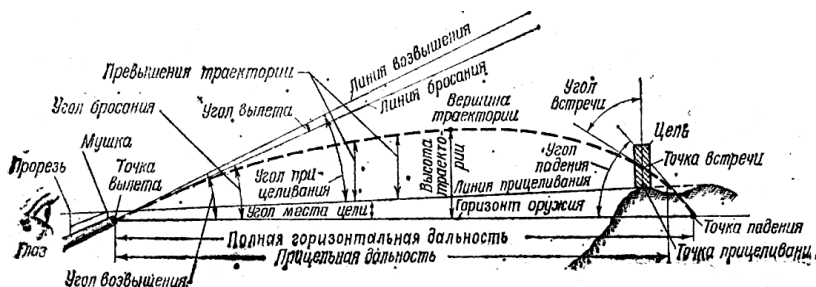 Линия возвышения
Линия бросания
Превышения траектории
Угол вылета
Угол бросания
Мушка
Прорезь
Точка
вылета
Глаз
Угол при-
целивания
Угол места цели
Угол возвышения
Вершина
траектории
Высота
траекто-
рии
Линия прицеливания
Горизонт оружия
Угол
падения
Угол
встречи
Цель
Точка встречи
Точка падения
Точка прицеливани
Полная горизонтальная дальность
Прицельная дальность